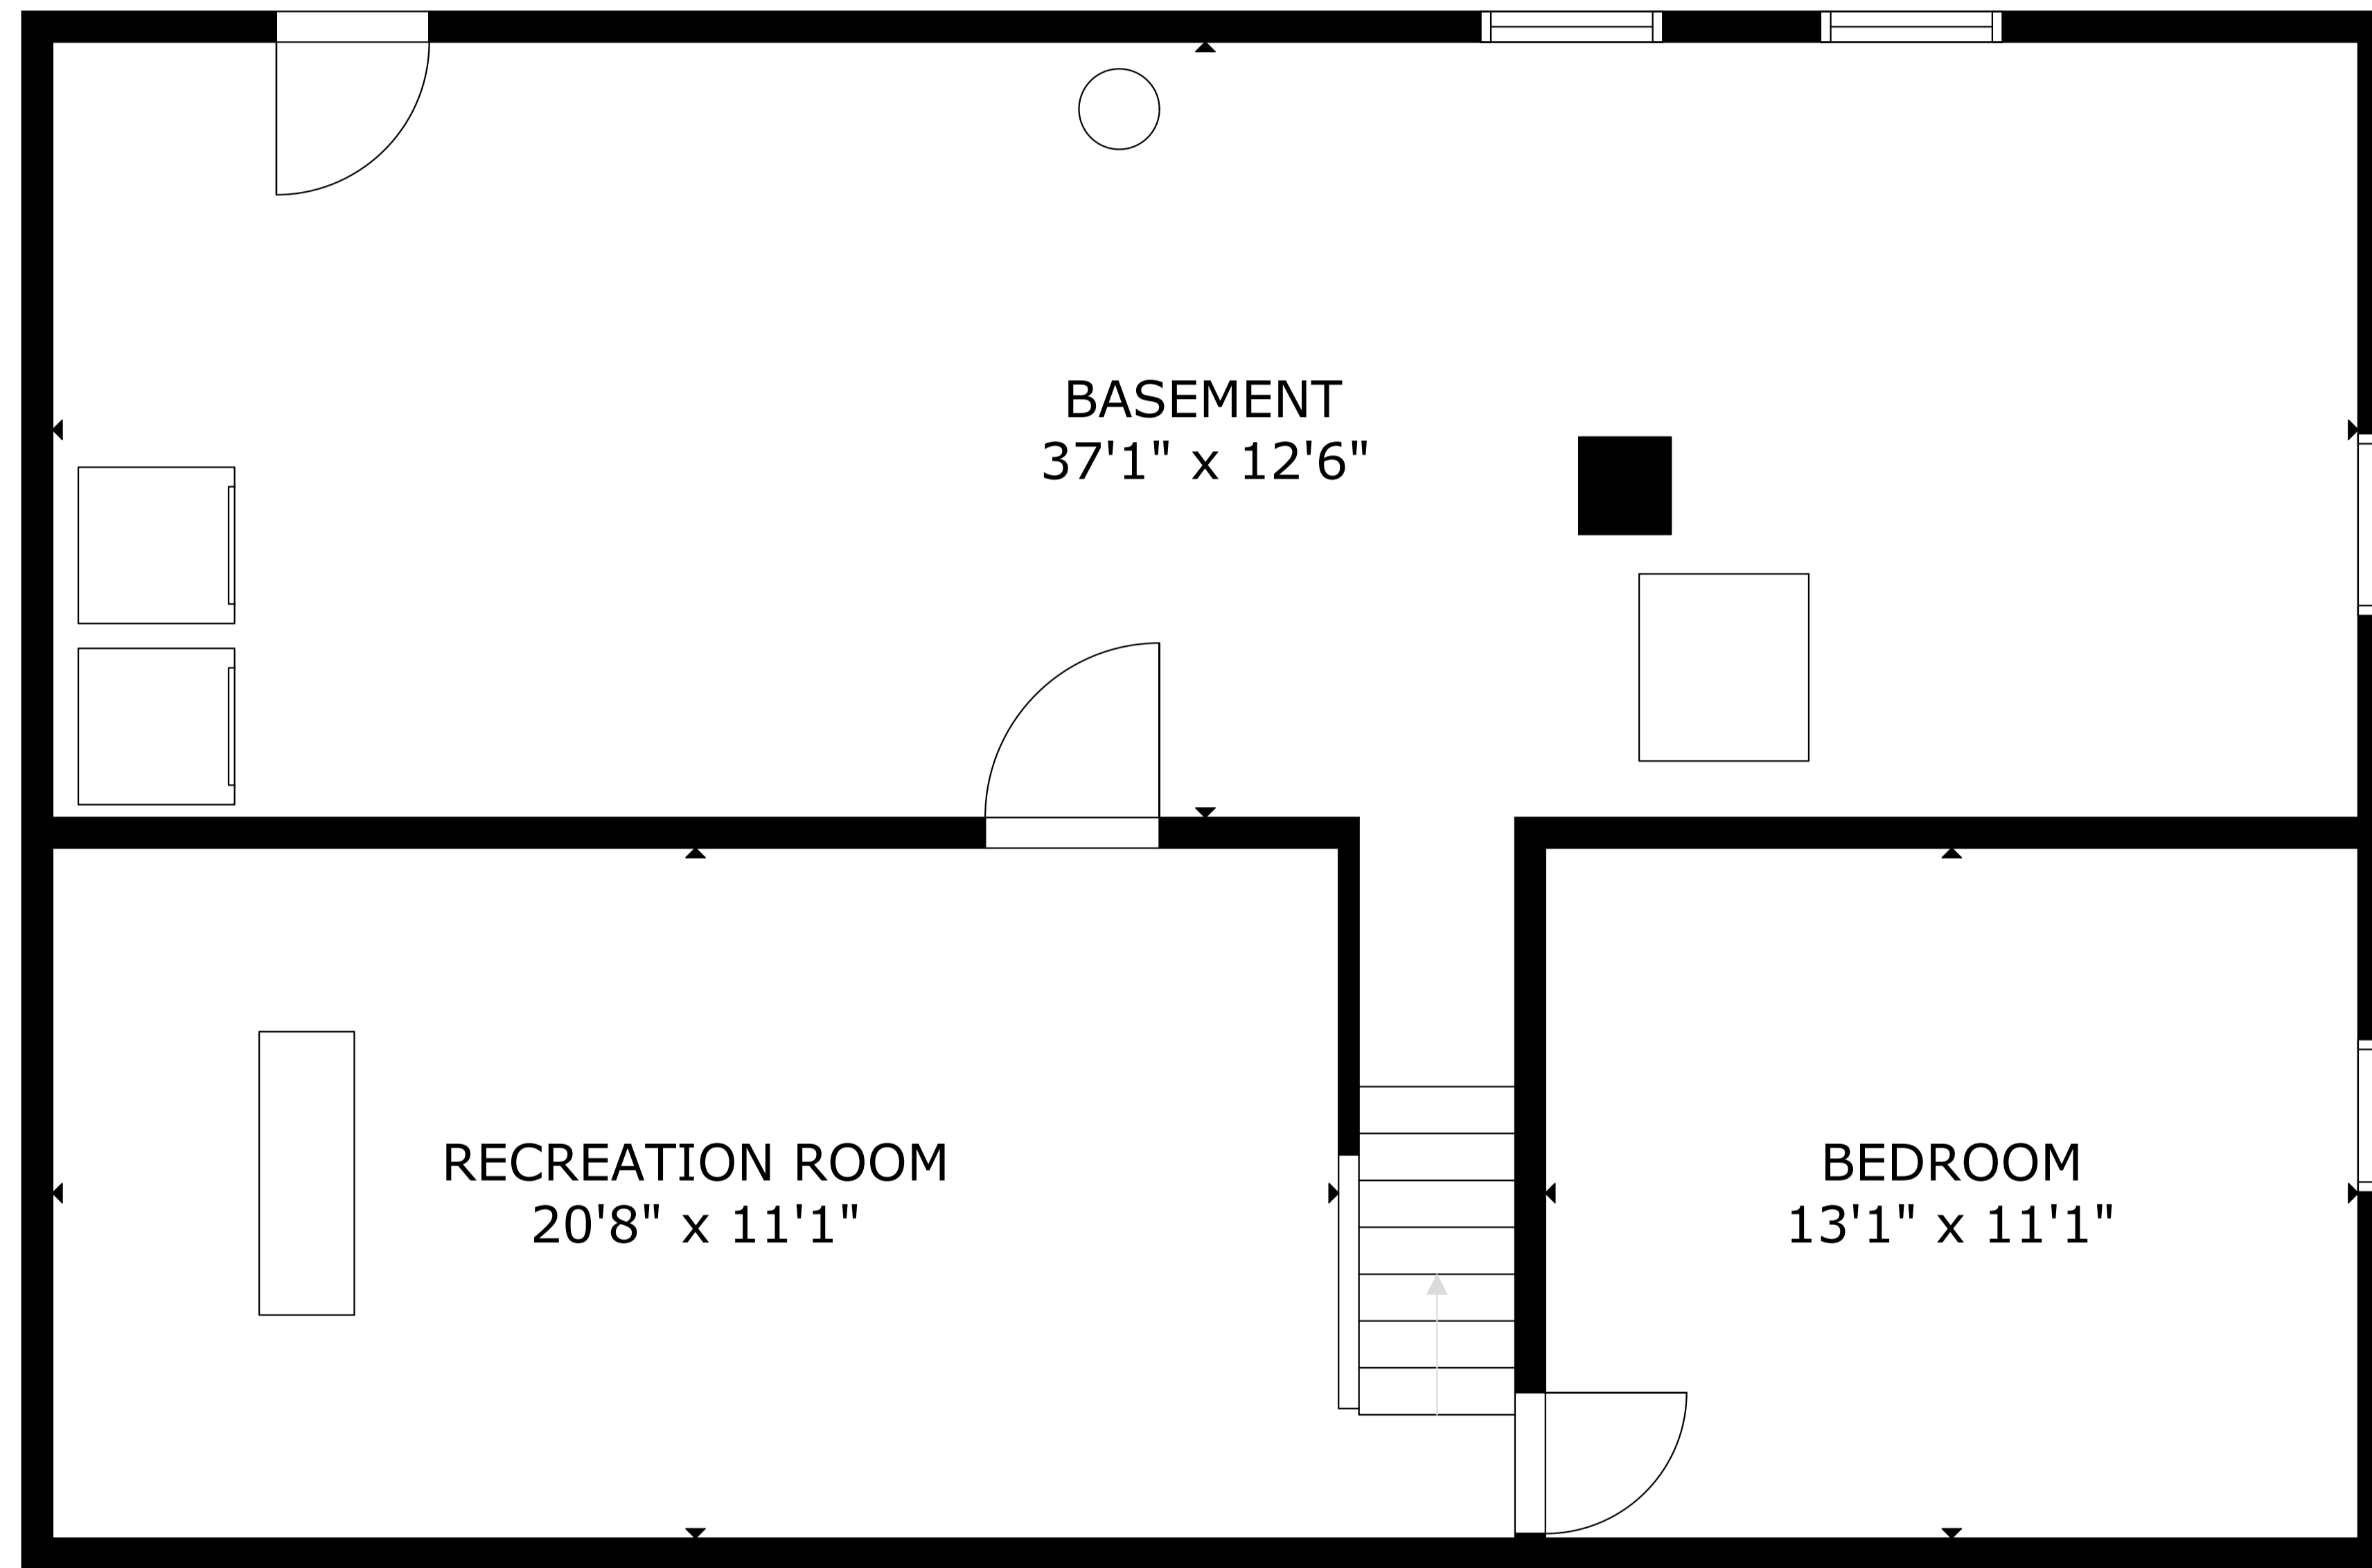 BASEMENT
37'1" x 12'6"
RECREATION ROOM
20'8" x 11'1"
BEDROOM
13'1" x 11'1"